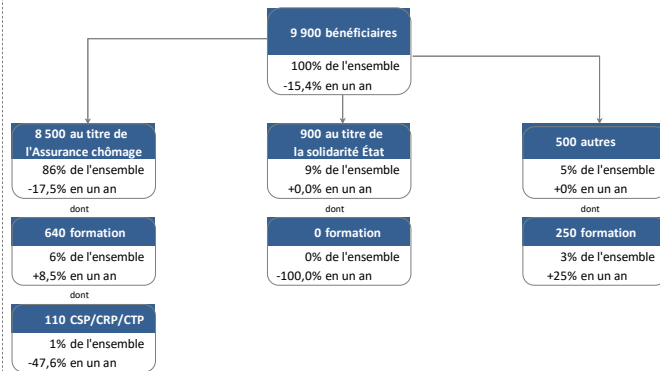 9 900 bénéficiaires
100% de l'ensemble
-15,4% en un an
8 500 au titre de
l'Assurance chômage
86% de l'ensemble
-17,5% en un an
900 au titre de
la solidarité État
9% de l'ensemble
+0,0% en un an
500 autres
5% de l'ensemble
+0% en un an
dont
dont
dont
640 formation
6% de l'ensemble
+8,5% en un an
0 formation
0% de l'ensemble
-100,0% en un an
250 formation
3% de l'ensemble
+25% en un an
dont
110 CSP/CRP/CTP
1% de l'ensemble
-47,6% en un an